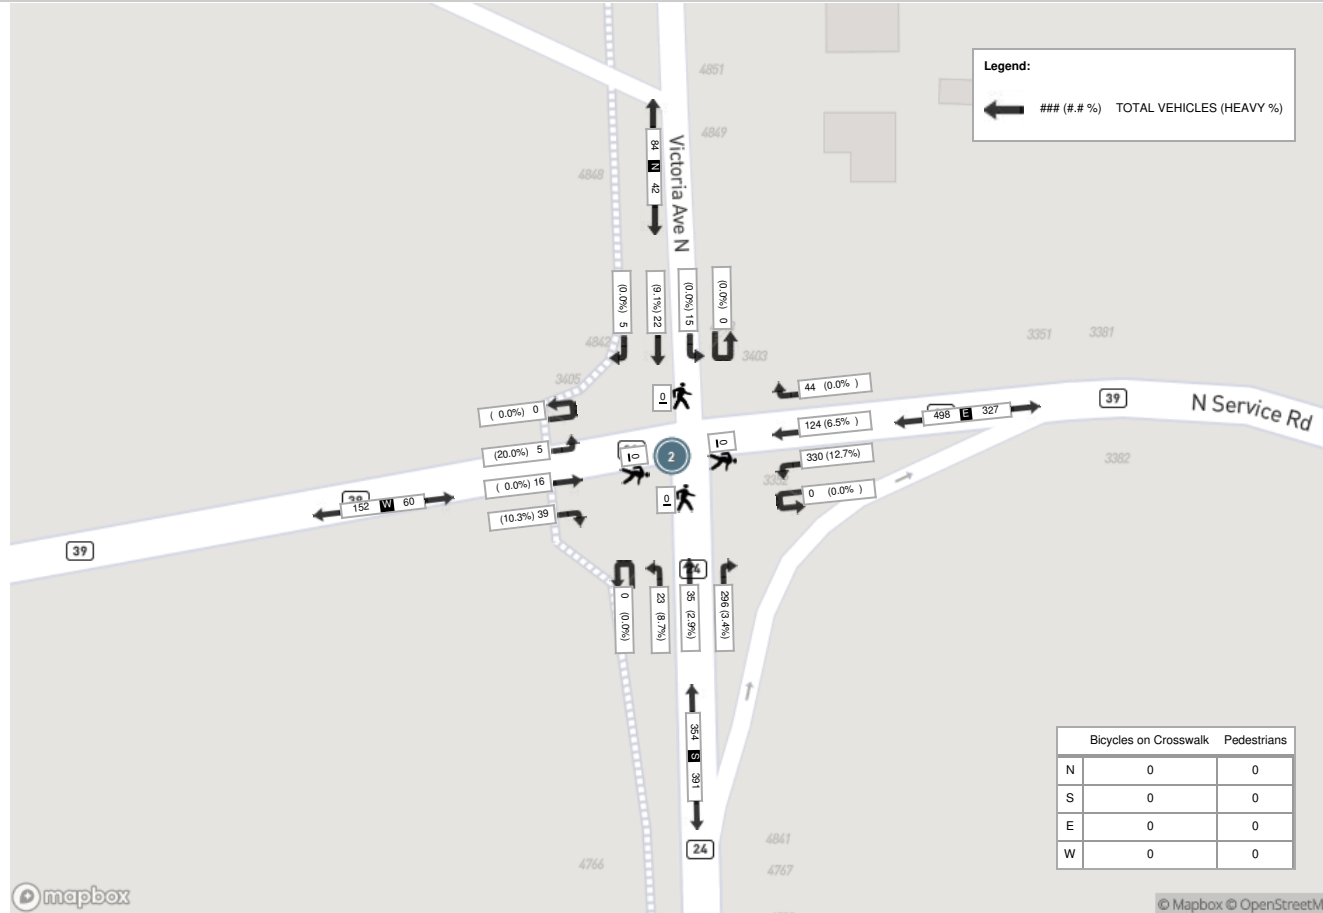 4851
Legend:
### (#.# %) TOTAL VEHICLES (HEAVY %)
4849
84 N 42
Victoria Ave N
4848
(0.0%) 5
(9.1%) 22
(0.0%) 15
(0.0%) 0
4842
3403
3351
3381
3405
44 (0.0% )
0
( 0.0%) 0
124 (6.5% )
498 E 327
39
N Service Rd
(20.0%) 5
0
2
0
330 (12.7%)
3382
( 0.0%) 16
0 (0.0% )
0
152 W 60
(10.3%) 39
39
24
0 (0.0%)
23 (8.7%)
35 (2.9%)
296 (3.4%)
354 S 391
Bicycles on Crosswalk Pedestrians
N 0 0
S 0 0
E 0 0
W 0 0
24
4841
4766
4767
mapbox
© Mapbox © OpenStreetM